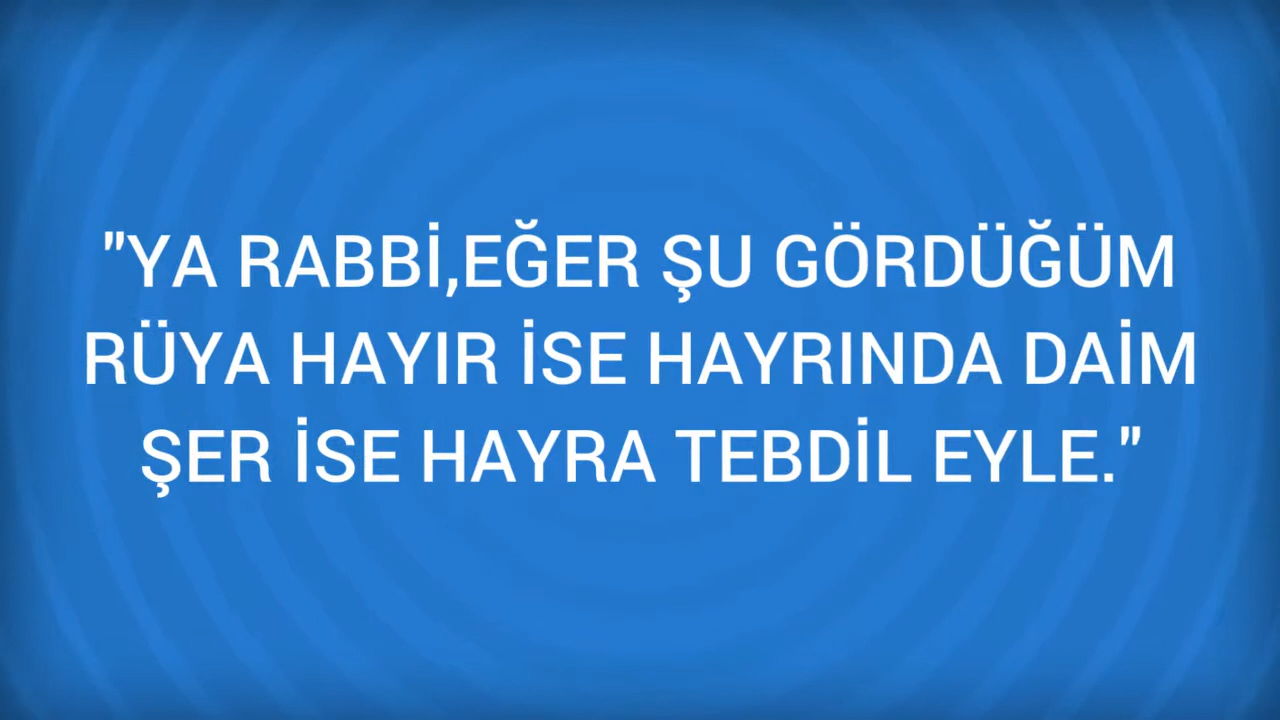 "YA RABBİ,EĞER ŞU GÖRDÜĞÜM
RÜYA HAYIR İSE HAYRINDA DAİM
ŞER İSE HAYRA TEBDİL EYLE."